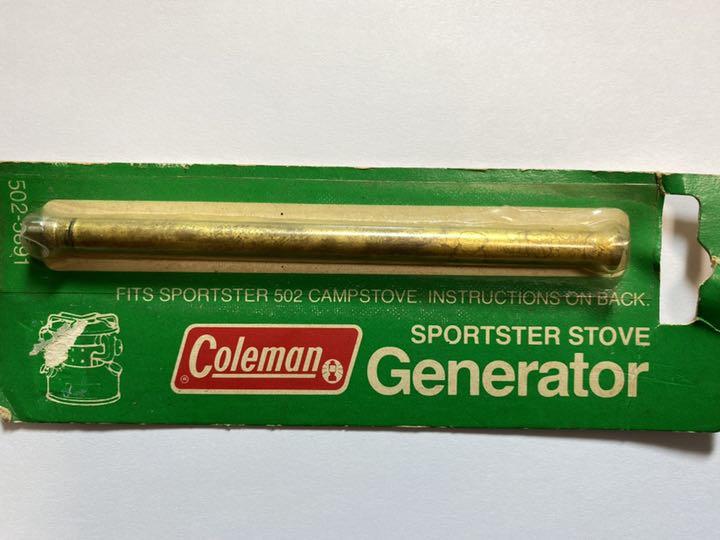 502-5891
FITS SPORTSTER 502 CAMPSTOVE. INSTRUCTIONS ON BACK.
Coleman
®
SPORTSTER STOVE
Generator